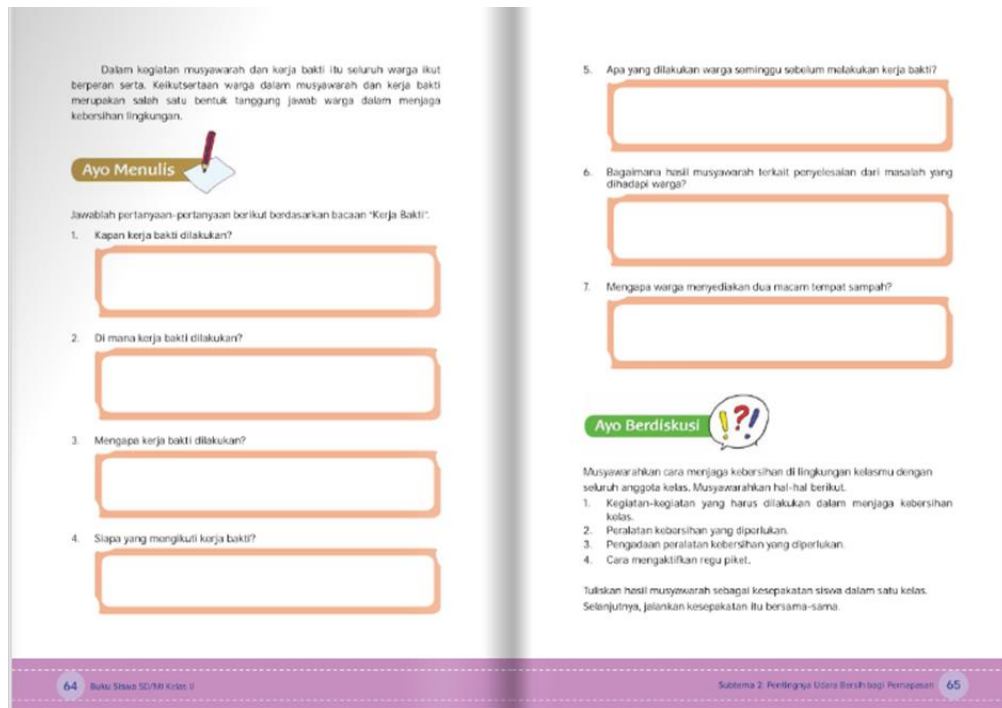 Dalam kegiatan musyawarah dan kerja bakti itu seluruh warga ikut
berperan serta. Keikutsertaan warga dalam musyawarah dan kerja bakti
merupakan salah satu bentuk tanggung jawab warga dalam menjaga
kebersihan lingkungan.
Ayo Menulis
Jawablah pertanyaan-pertanyaan berikut berdasarkan bacaan "Kerja Bakti".
1. Kapan kerja bakti dilakukan?
2. Di mana kerja bakti dilakukan?
3. Mengapa kerja bakti dilakukan?
4. Siapa yang mengikuti kerja bakti?
64 Buku Siswa SD/MI Kelas V
5. Apa yang dilakukan warga seminggu sebelum melakukan kerja bakti?
6. Bagaimana hasil musyawarah terkait penyelesaian dari masalah yang
dihadapi warga?
7. Mengapa warga menyediakan dua macam tempat sampah?
Ayo Berdiskusi
!?!
Musyawarahkan cara menjaga kebersihan di lingkungan kelasmu dengan
seluruh anggota kelas. Musyawarahkan hal-hal berikut.
1. Kegiatan-kegiatan yang harus dilakukan dalam menjaga kebersihan
kelas.
2. Peralatan kebersihan yang diperlukan.
3. Pengadaan peralatan kebersihan yang diperlukan.
4. Cara mengaktifkan regu piket.
Tuliskan hasil musyawarah sebagai kesepakatan siswa dalam satu kelas.
Selanjutnya, jalankan kesepakatan itu bersama-sama.
Subtema 2: Pentingnya Udara Bersih bagi Pernapasan 65